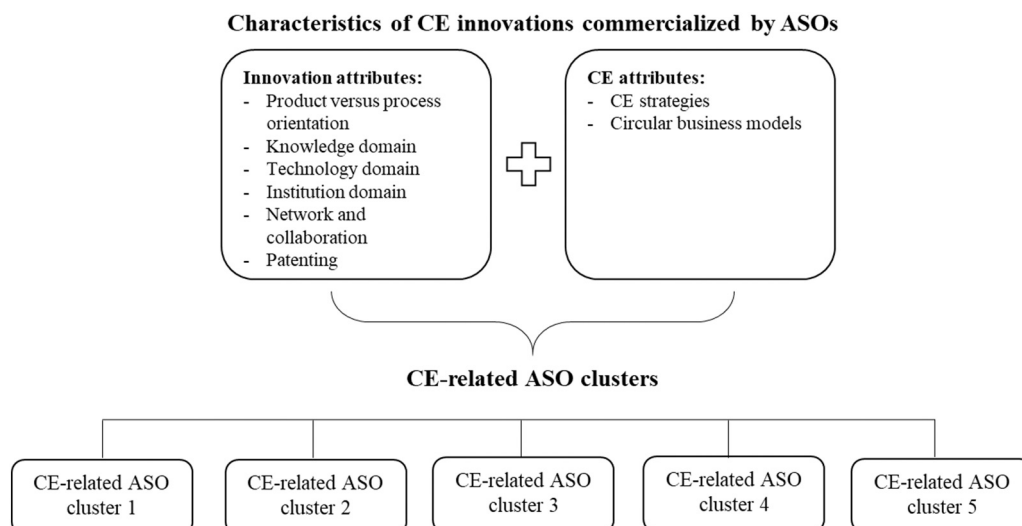 Characteristics of CE innovations commercialized by ASOs
Innovation attributes:
- Product versus process
orientation
- Knowledge domain
- Technology domain
- Institution domain
- Network and
collaboration
- Patenting
CE attributes:
- CE strategies
- Circular business models
CE-related ASO clusters
CE-related ASO
cluster 1
CE-related ASO
cluster 2
CE-related ASO
cluster 3
CE-related ASO
cluster 4
CE-related ASO
cluster 5